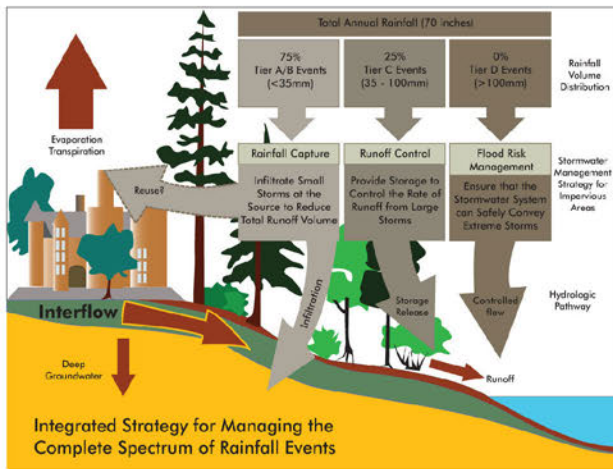 Total Annual Rainfall (70 inches)
75%
Tier A/B Events
(<35mm)
25%
Tier C Events
(35 - 100mm)
0%
Tier D Events
(>100mm)
Rainfall
Volume
Distribution
Evaporation
Transpiration
Rainfall Capture
Infiltrate Small
Storms at the
Source to Reduce
Total Runoff Volume
Runoff Control
Provide Storage to
Control the Rate of
Runoff from Large
Storms
Flood Risk
Management
Ensure that the
Stormwater System
can Safely Convey
Extreme Storms
Stormwater
Management
Strategy for
Impervious
Areas
Reuse?
Infiltration
Storage
Release
Controlled
flow
Hydrologic
Pathway
Interflow
Deep
Groundwater
Runoff
Integrated Strategy for Managing the
Complete Spectrum of Rainfall Events